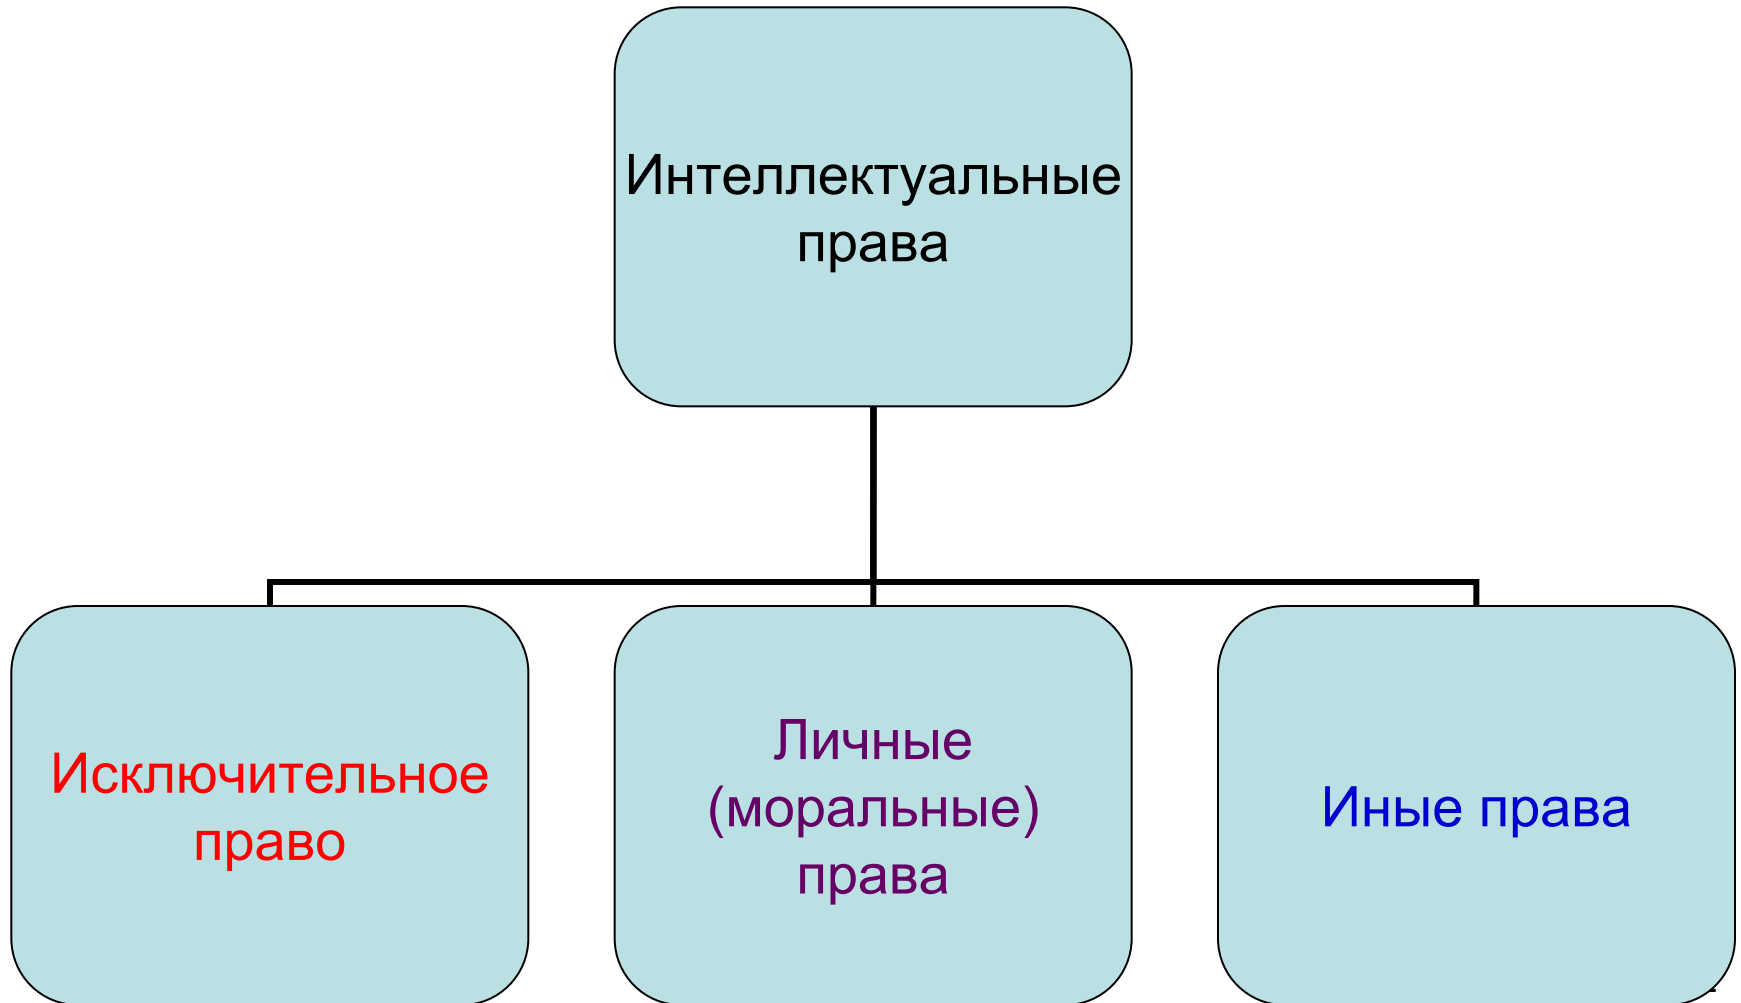 Интеллектуальные
права
Исключительное
право
Личные
(моральные)
права
Иные права